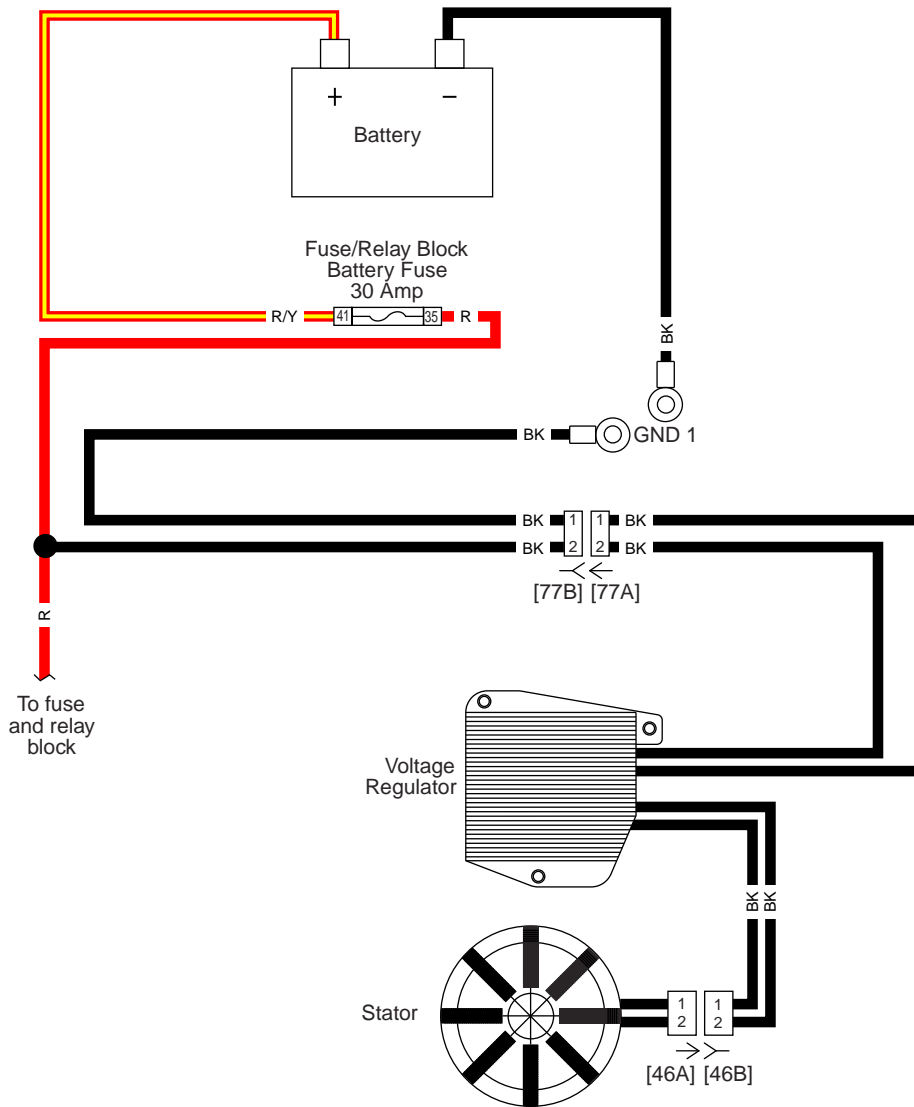 + −
Battery
BK
Fuse/Relay Block
Battery Fuse
30 Amp
R/Y 41 35 R
BK GND 1
BK 1 1 BK
BK 2 2 BK
[77B] [77A]
R
To fuse
and relay
block
Voltage
Regulator
BK BK
Stator
1 1
2 2
[46A] [46B]